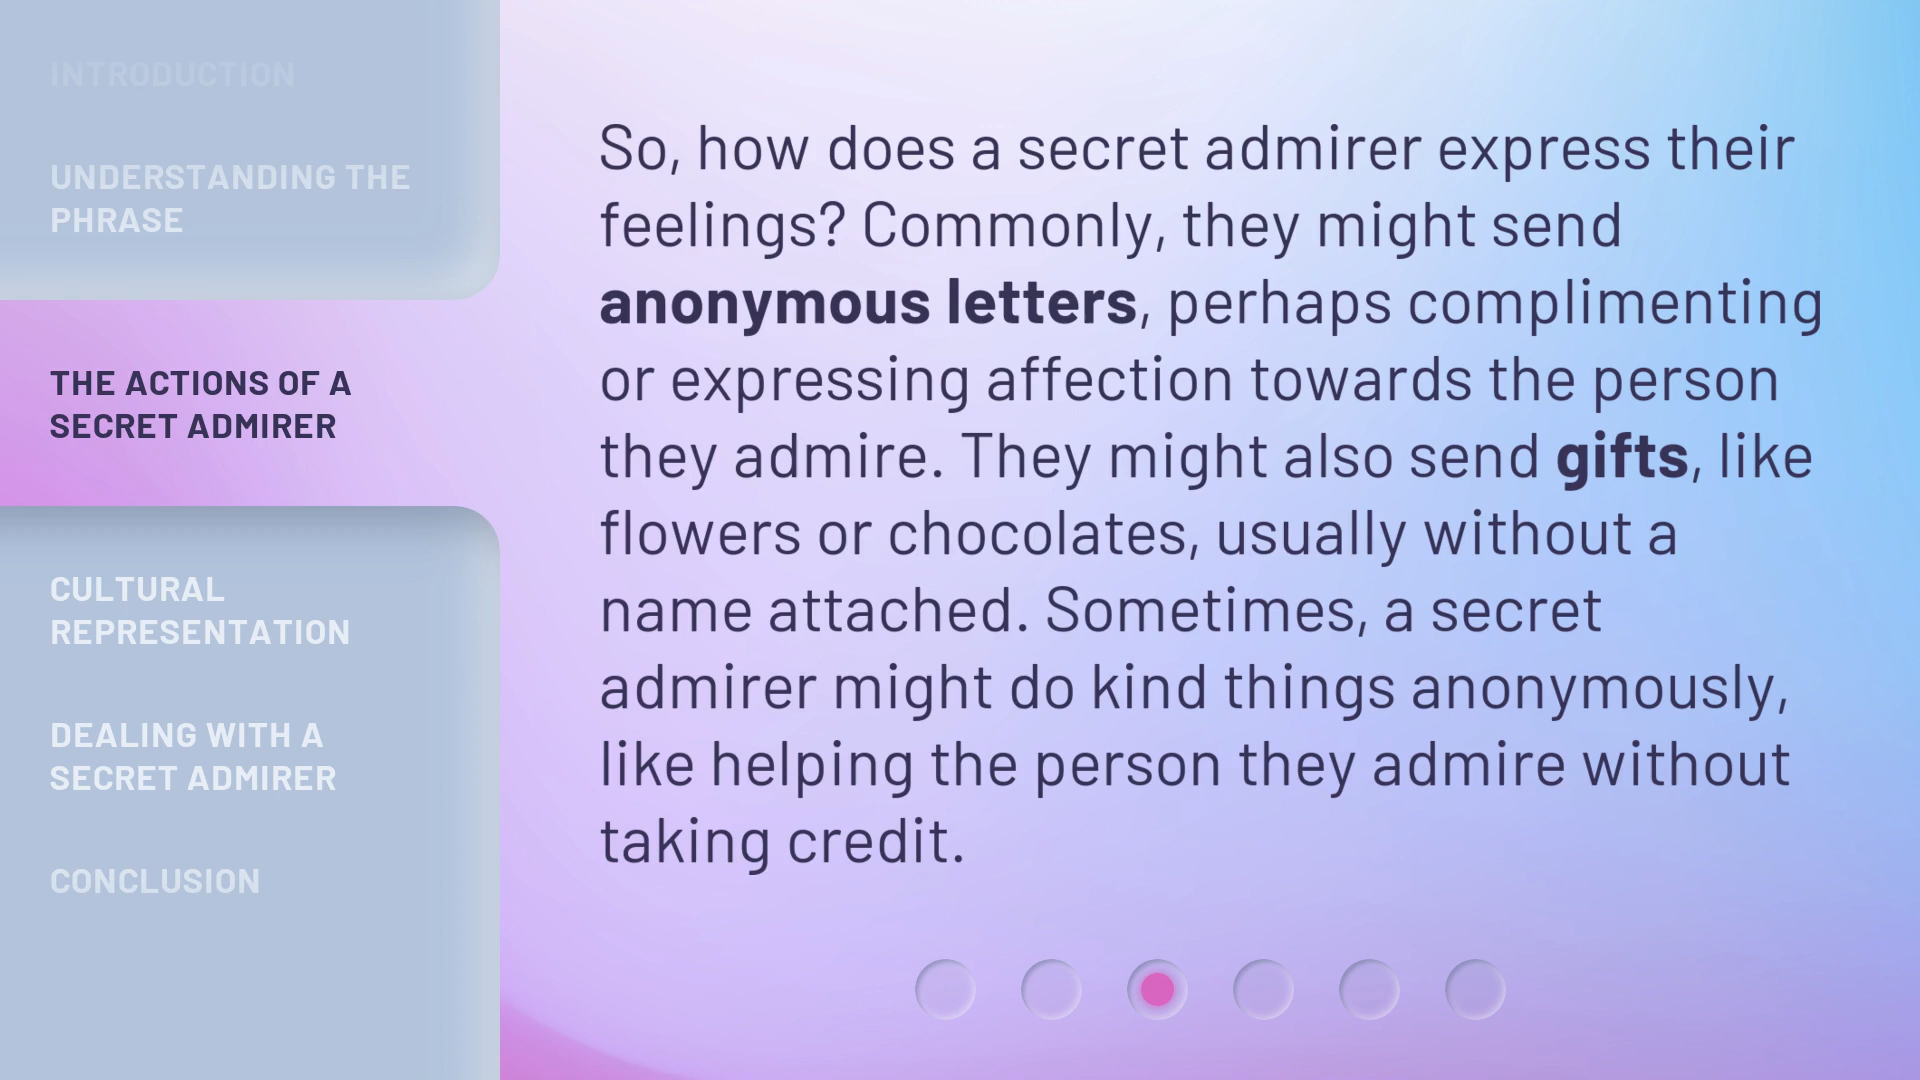 INTRODUCTION
UNDERSTANDING THE
PHRASE
THE ACTIONS OF A
SECRET ADMIRER
CULTURAL
REPRESENTATION
DEALING WITH A
SECRET ADMIRER
CONCLUSION
So, how does a secret admirer express their
feelings? Commonly, they might send
anonymous letters, perhaps complimenting
or expressing affection towards the person
they admire. They might also send gifts, like
flowers or chocolates, usually without a
name attached. Sometimes, a secret
admirer might do kind things anonymously,
like helping the person they admire without
taking credit.